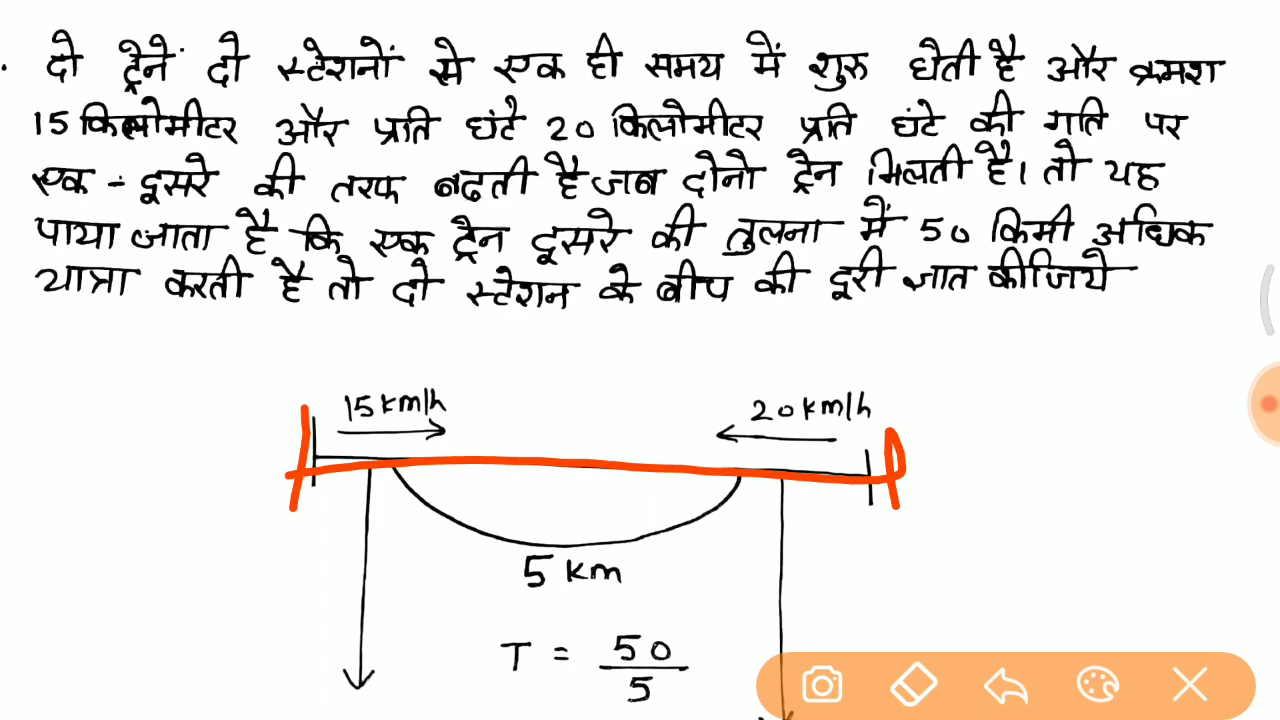 . दो ट्रेने दो स्टेशनों से एक ही समय में शुरु होती है और क्रमश
15 किलोमीटर और प्रति घंटे 20 किलोमीटर प्रति घंटे की गति पर
एक - दूसरे की तरफ बढती है जब दोनो ट्रेन मिलती है। तो यह
पाया जाता है कि एक ट्रेन दूसरे की तुलना में 50 किमी अधिक
यात्रा करती है तो दो स्टेशन के बीच की दूरी ज्ञात कीजिये
15 km/h 20 km/h
5 km
T = 50/5